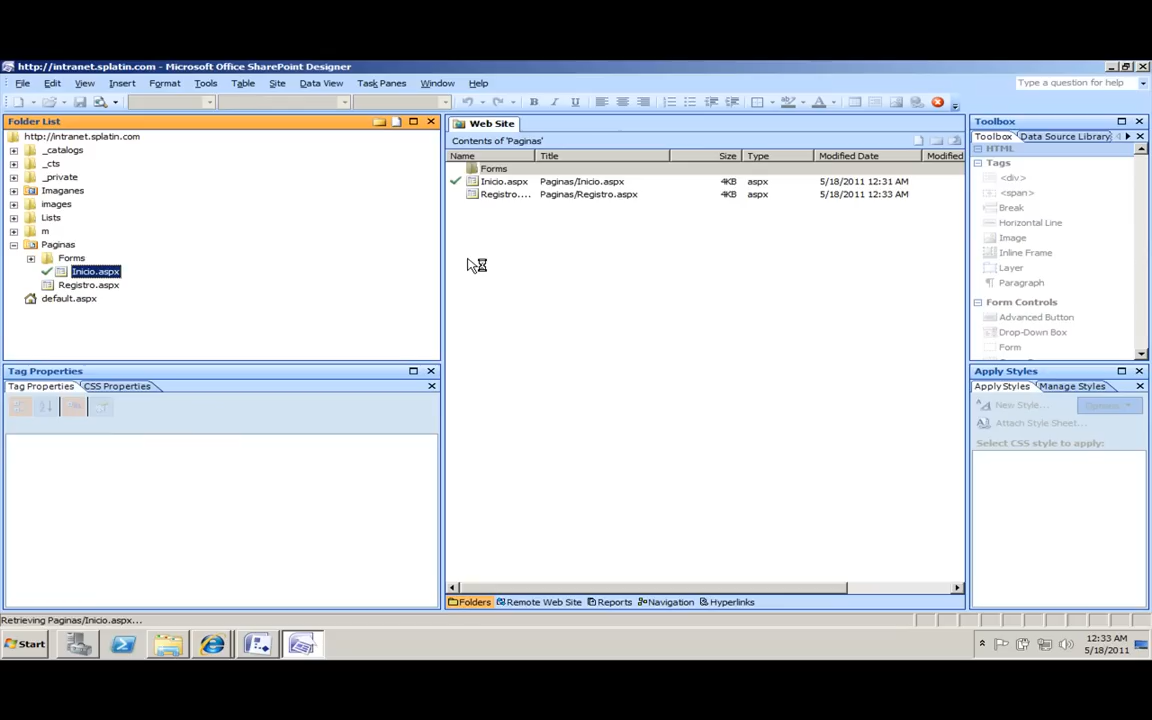 http://intranet.splatin.com - Microsoft Office SharePoint Designer
File Edit View Insert Format Tools Table Site Data View Task Panes Window Help
Type a question for help
Folder List
http://intranet.splatin.com
_catalogs
_cts
_private
Imaganes
images
Lists
m
Paginas
Forms
Inicio.aspx
Registro.aspx
default.aspx
Web Site
Contents of 'Paginas'
Name Title Size Type Modified Date Modified
Forms
Inicio.aspx Paginas/Inicio.aspx 4KB aspx 5/18/2011 12:31 AM
Registro.... Paginas/Registro.aspx 4KB aspx 5/18/2011 12:33 AM
Folders Remote Web Site Reports Navigation Hyperlinks
Toolbox
Toolbox Data Source Library
HTML
Tags
<div>
<span>
Break
Horizontal Line
Image
Inline Frame
Layer
Paragraph
Form Controls
Advanced Button
Drop-Down Box
Form
Tag Properties
Tag Properties CSS Properties
Apply Styles
Apply Styles Manage Styles
New Style... Options
Attach Style Sheet...
Select CSS style to apply:
Retrieving Paginas/Inicio.aspx...
Start
12:33 AM
5/18/2011